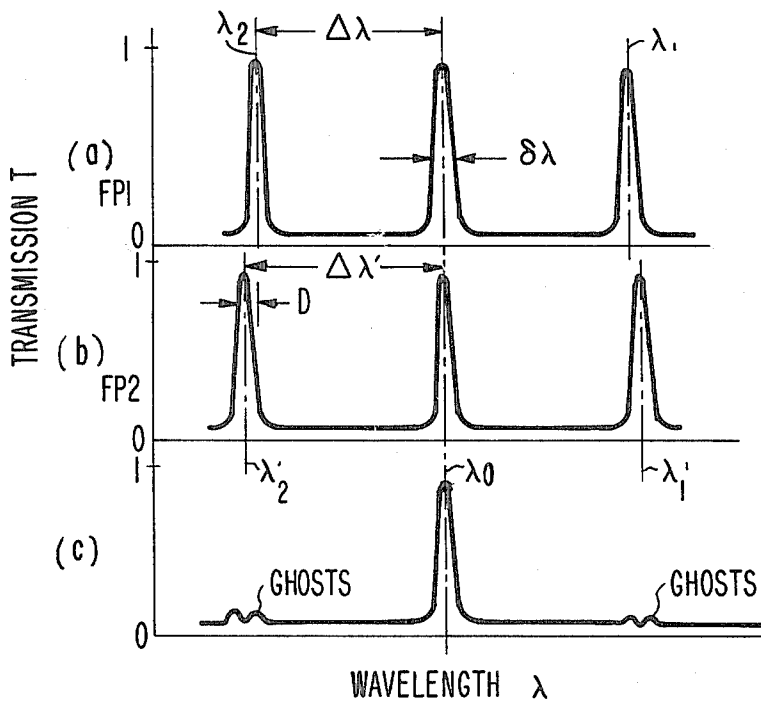 λ₂
Δλ
λ₁
1
(a)
FP1
δλ
0
TRANSMISSION T
1
Δλ'
D
(b)
FP2
0
1
λ'₂
λ0
λ'₁
(c)
GHOSTS
GHOSTS
0
WAVELENGTH λ